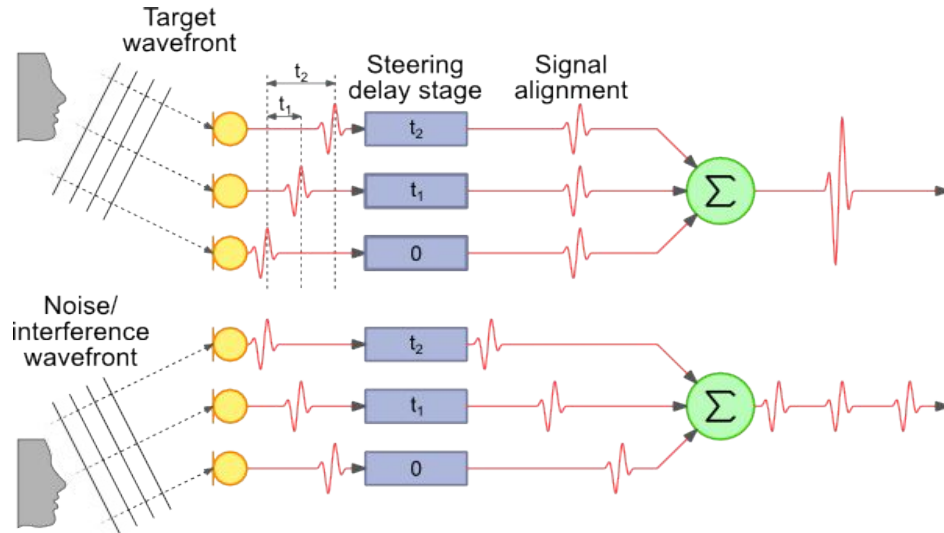 Target
wavefront
t₂
t₁
Steering
delay stage
Signal
alignment
t₂
t₁
0
Σ
Noise/
interference
wavefront
t₂
t₁
0
Σ